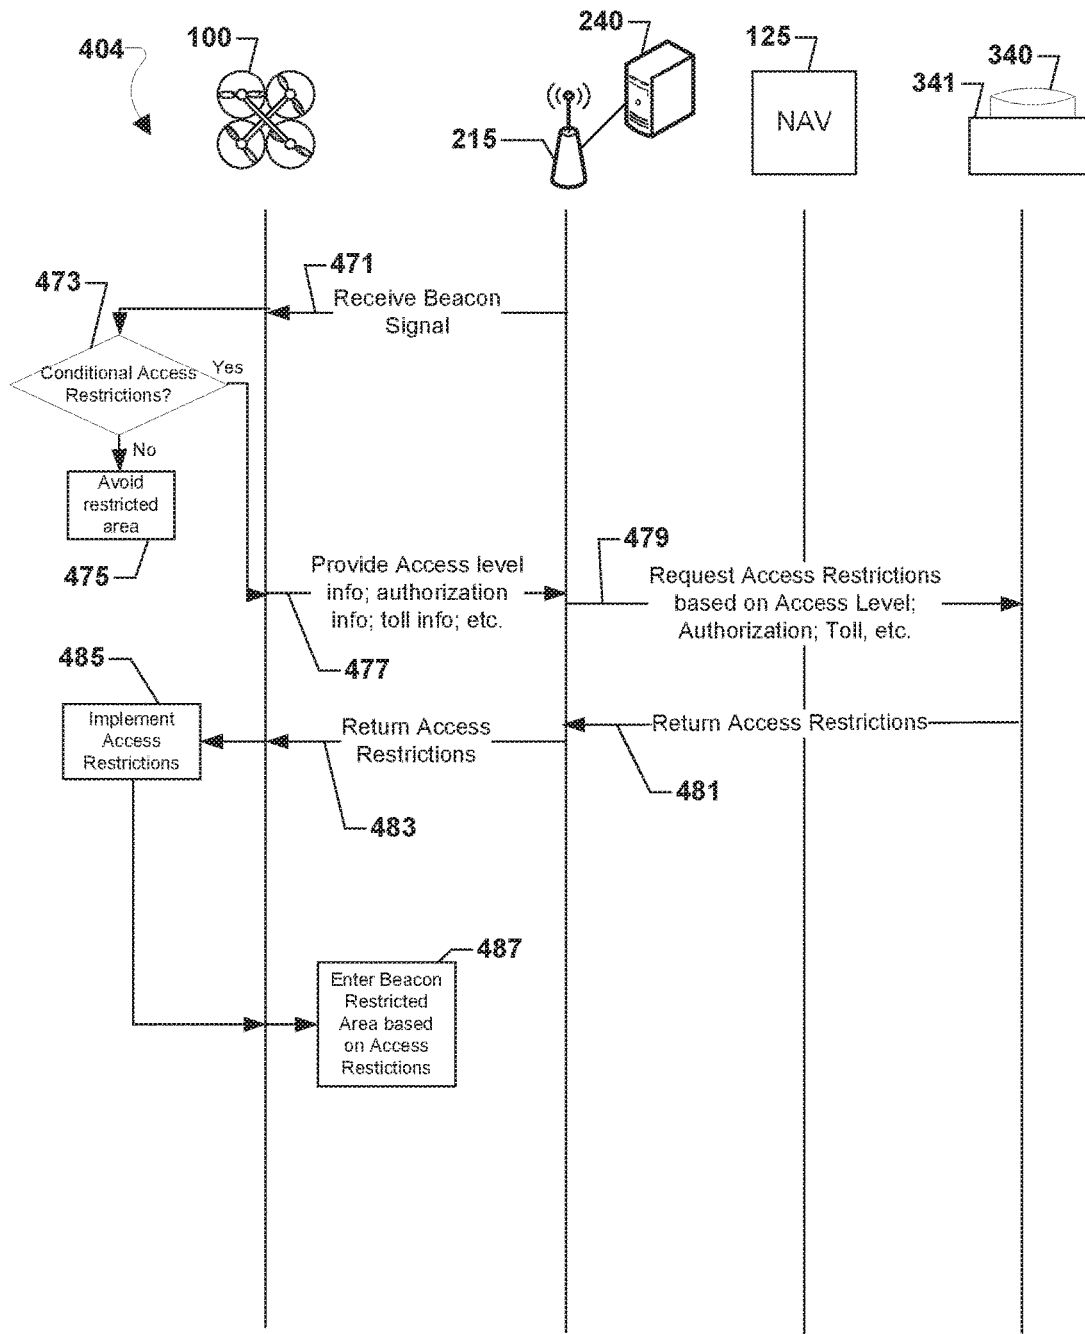 404
100
240
215
125
NAV
340
341
471
Receive Beacon
Signal
473
Conditional Access
Restrictions?
Yes
No
Avoid
restricted
area
475
Provide Access level
info; authorization
info; toll info; etc.
477
479
Request Access Restrictions
based on Access Level;
Authorization; Toll, etc.
Return Access Restrictions
481
Return Access
Restrictions
483
485
Implement
Access
Restrictions
487
Enter Beacon
Restricted
Area based
on Access
Restictions